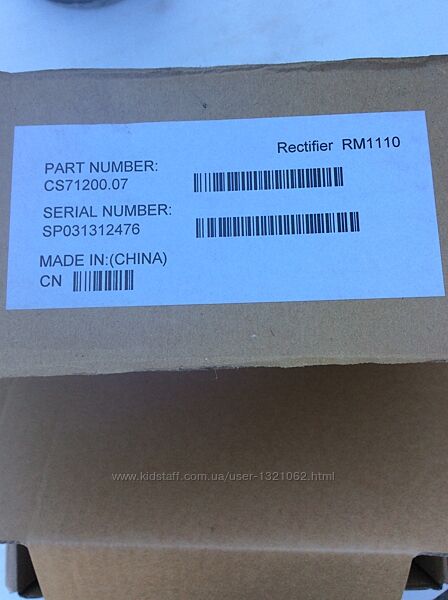 Rectifier RM1110
PART NUMBER:
CS71200.07
SERIAL NUMBER:
SP031312476
MADE IN:(CHINA)
CN
www.kidstaff.com.ua/user-1321062.html